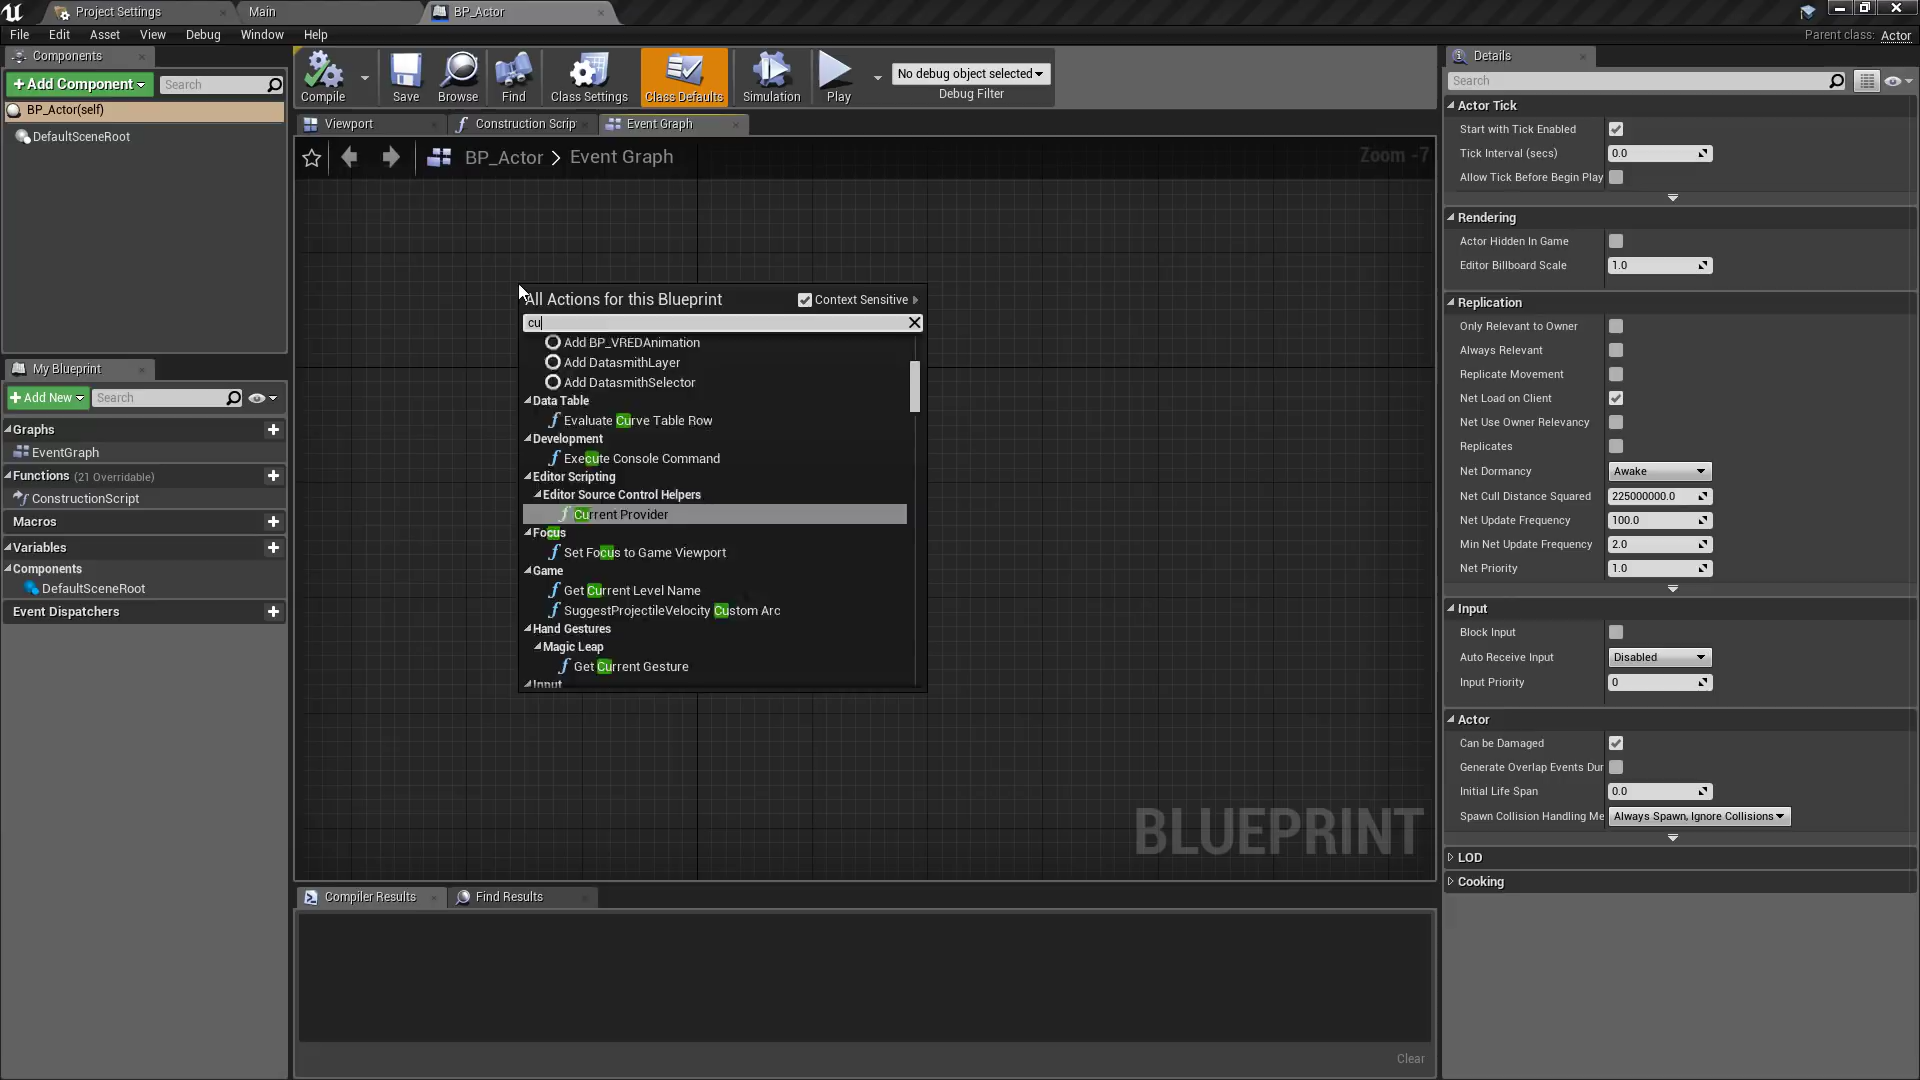 Project Settings
Main
BP_Actor
File
Edit
Asset
View
Debug
Window
Help
Parent class: Actor
Components
+ Add Component
Search
BP_Actor(self)
DefaultSceneRoot
My Blueprint
+ Add New
Search
Graphs
EventGraph
Functions (21 Overridable)
ConstructionScript
Macros
Variables
Components
DefaultSceneRoot
Event Dispatchers
Compile
Save
Browse
Find
Class Settings
Class Defaults
Simulation
Play
No debug object selected
Debug Filter
Viewport
Construction Scrip
Event Graph
BP_Actor > Event Graph
Zoom -7
All Actions for this Blueprint
Context Sensitive
cu
Add BP_VREDAnimation
Add DatasmithLayer
Add DatasmithSelector
Data Table
Evaluate Curve Table Row
Development
Execute Console Command
Editor Scripting
Editor Source Control Helpers
Current Provider
Focus
Set Focus to Game Viewport
Game
Get Current Level Name
SuggestProjectileVelocity Custom Arc
Hand Gestures
Magic Leap
Get Current Gesture
Input
BLUEPRINT
Compiler Results
Find Results
Clear
Details
Search
Actor Tick
Start with Tick Enabled
Tick Interval (secs) 0.0
Allow Tick Before Begin Play
Rendering
Actor Hidden In Game
Editor Billboard Scale 1.0
Replication
Only Relevant to Owner
Always Relevant
Replicate Movement
Net Load on Client
Net Use Owner Relevancy
Replicates
Net Dormancy Awake
Net Cull Distance Squared 225000000.0
Net Update Frequency 100.0
Min Net Update Frequency 2.0
Net Priority 1.0
Input
Block Input
Auto Receive Input Disabled
Input Priority 0
Actor
Can be Damaged
Generate Overlap Events Dur
Initial Life Span 0.0
Spawn Collision Handling Me Always Spawn, Ignore Collisions
LOD
Cooking